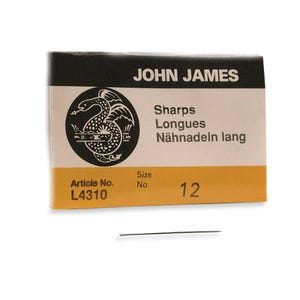 JOHN JAMES
Sharps
Longues
Nähnadeln lang
Article No.
L4310
Size
No
12